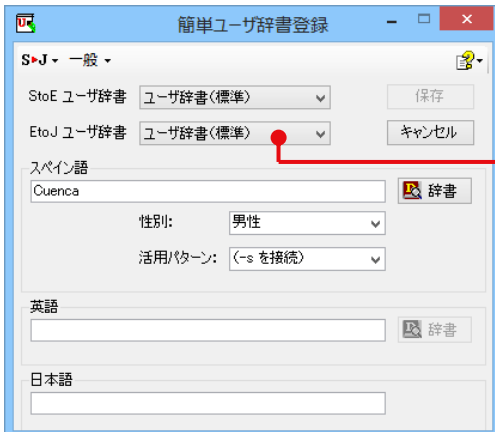 簡単ユーザ辞書登録
S▶J 一般
StoE ユーザ辞書 ユーザ辞書(標準) 保存
EtoJ ユーザ辞書 ユーザ辞書(標準) キャンセル
スペイン語
Cuenca 辞書
性別: 男性
活用パターン: (-s を接続)
英語
辞書
日本語